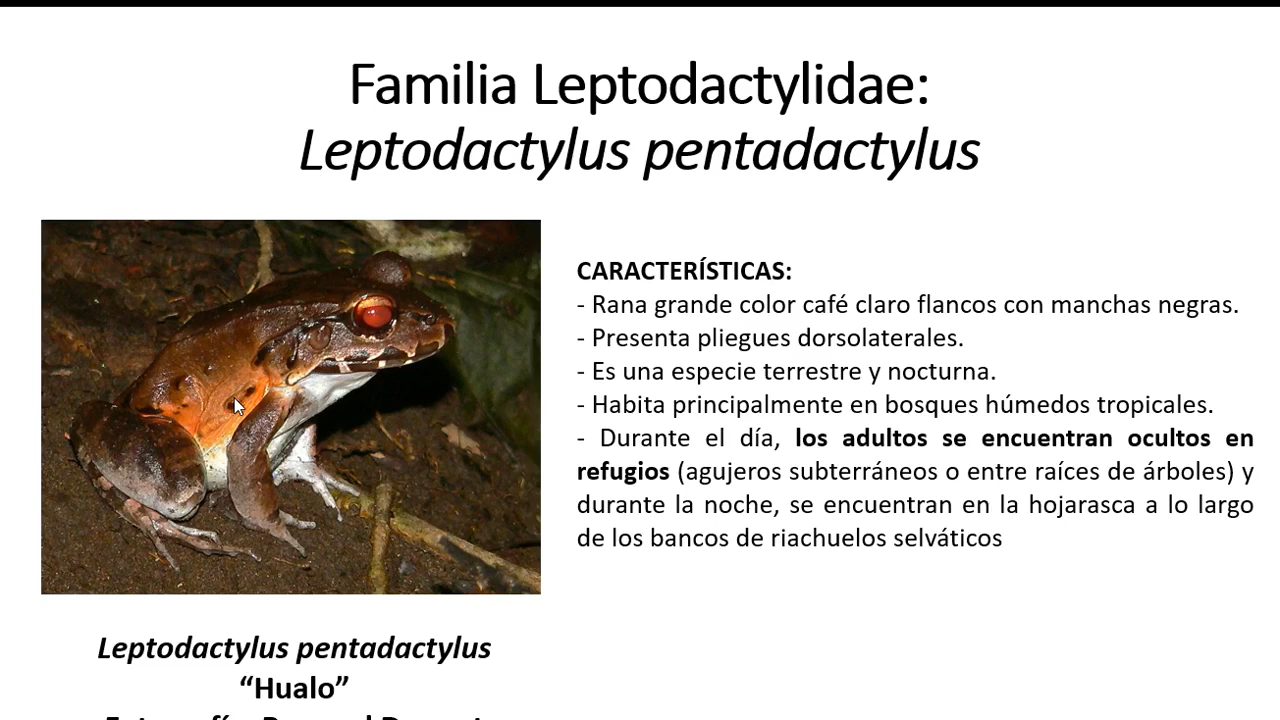 Familia Leptodactylidae:
Leptodactylus pentadactylus
CARACTERÍSTICAS:
- Rana grande color café claro flancos con manchas negras.
- Presenta pliegues dorsolaterales.
- Es una especie terrestre y nocturna.
- Habita principalmente en bosques húmedos tropicales.
- Durante el día, los adultos se encuentran ocultos en
refugios (agujeros subterráneos o entre raíces de árboles) y
durante la noche, se encuentran en la hojarasca a lo largo
de los bancos de riachuelos selváticos
Leptodactylus pentadactylus
“Hualo”